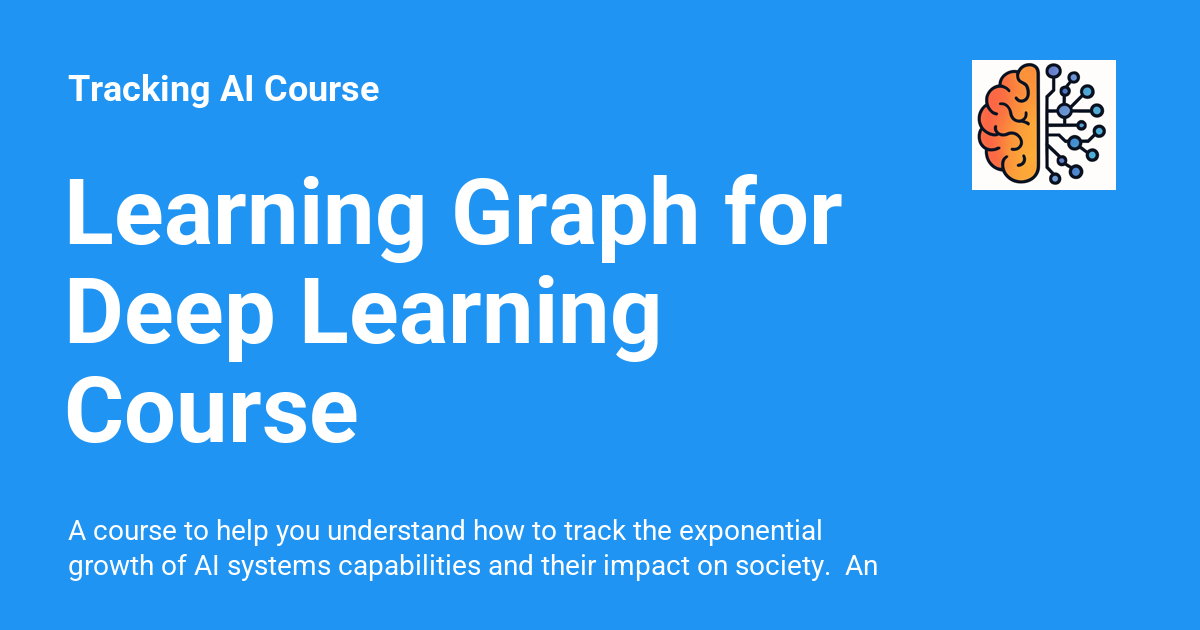 Tracking AI Course
Learning Graph for
Deep Learning
Course
A course to help you understand how to track the exponential
growth of AI systems capabilities and their impact on society.  An